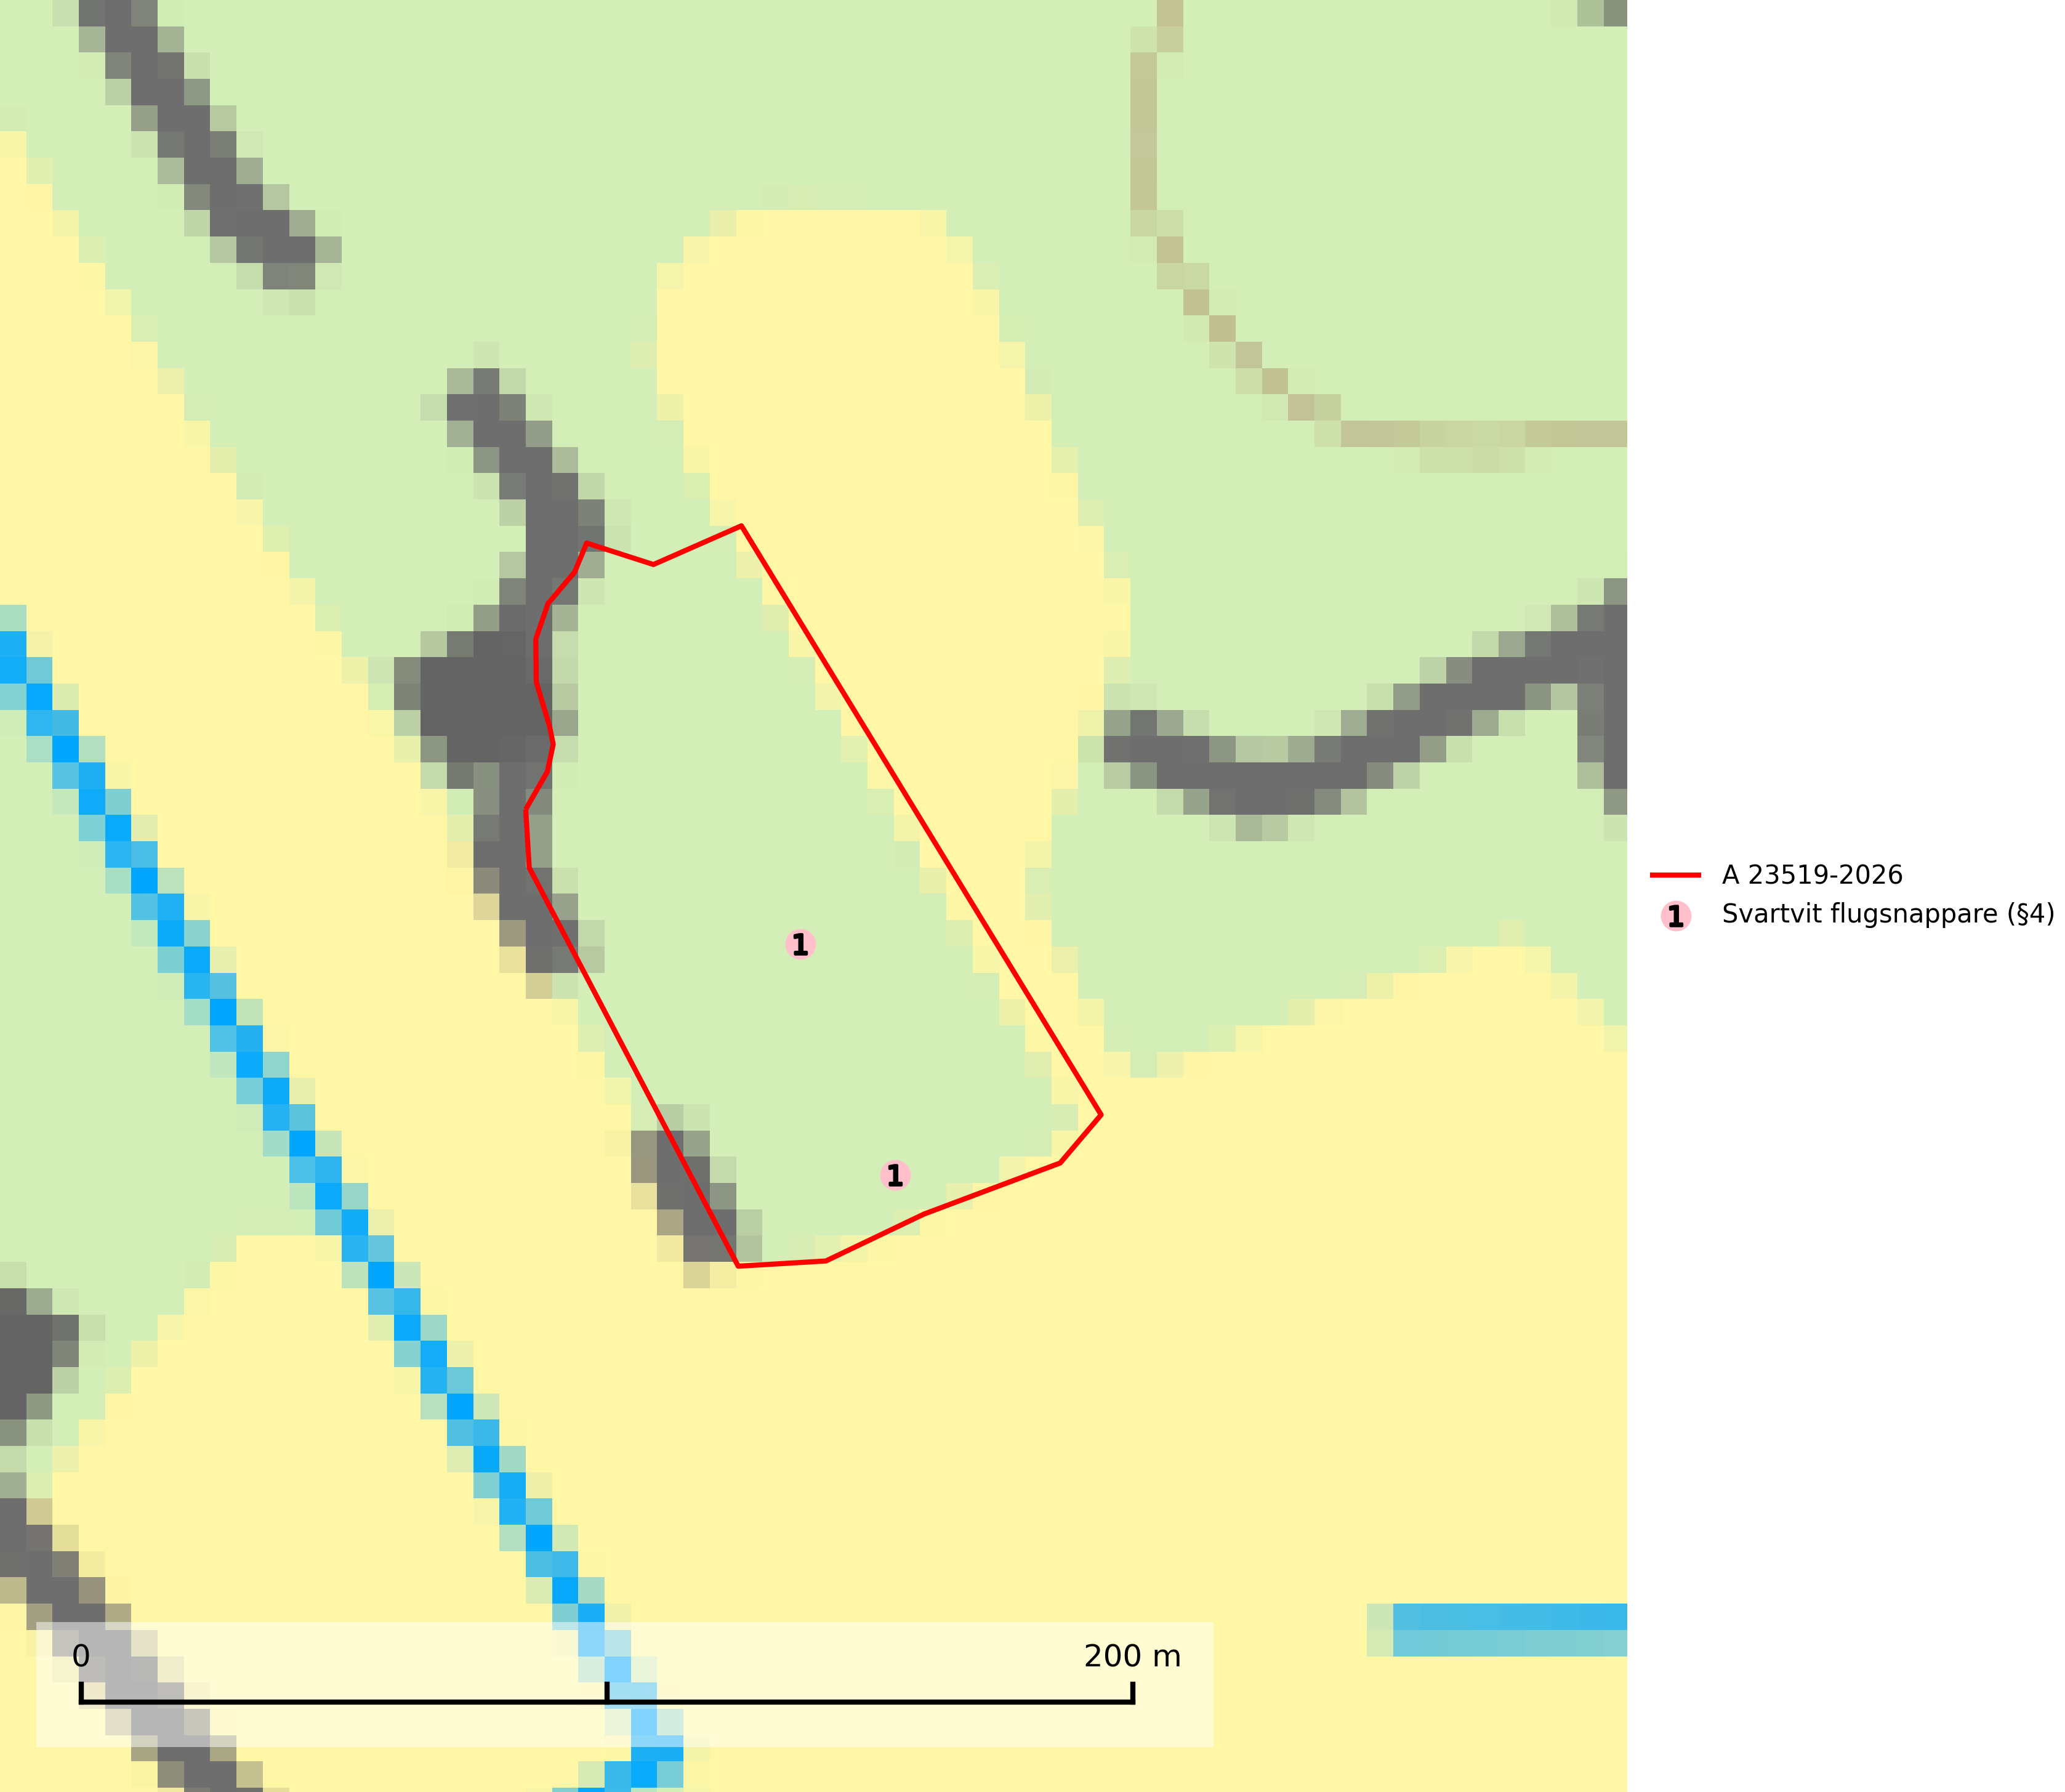 1
1
A 23519-2026
1 Svartvit flugsnappare (§4)
0 200 m